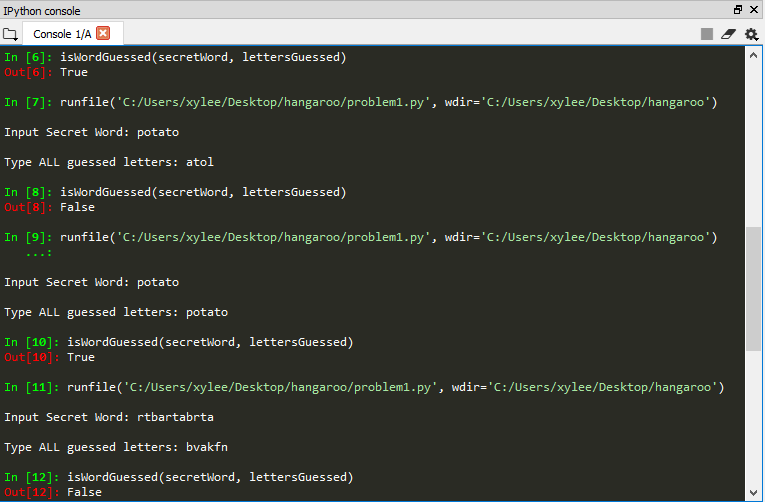 IPython console
Console 1/A
In [6]: isWordGuessed(secretWord, lettersGuessed)
Out[6]: True
In [7]: runfile('C:/Users/xylee/Desktop/hangaroo/problem1.py', wdir='C:/Users/xylee/Desktop/hangaroo')
Input Secret Word: potato
Type ALL guessed letters: atol
In [8]: isWordGuessed(secretWord, lettersGuessed)
Out[8]: False
In [9]: runfile('C:/Users/xylee/Desktop/hangaroo/problem1.py', wdir='C:/Users/xylee/Desktop/hangaroo')
...:
Input Secret Word: potato
Type ALL guessed letters: potato
In [10]: isWordGuessed(secretWord, lettersGuessed)
Out[10]: True
In [11]: runfile('C:/Users/xylee/Desktop/hangaroo/problem1.py', wdir='C:/Users/xylee/Desktop/hangaroo')
Input Secret Word: rtbartabrta
Type ALL guessed letters: bvakfn
In [12]: isWordGuessed(secretWord, lettersGuessed)
Out[12]: False